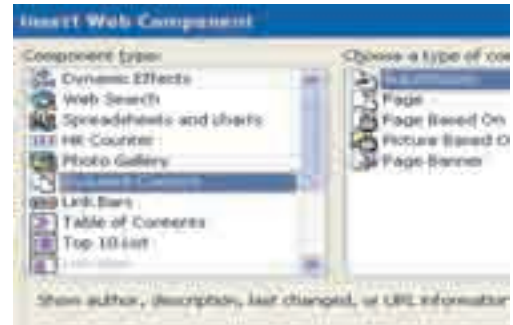 Insert Web Component
Component type:
Choose a type of com
Dynamic Effects
Web Search
Spreadsheets and charts
Hit Counter
Photo Gallery
Included Content
Link Bars
Table of Contents
Top 10 List
Substitution
Page
Page Based On
Picture Based O
Page Banner
Show author, description, last changed, or URL information